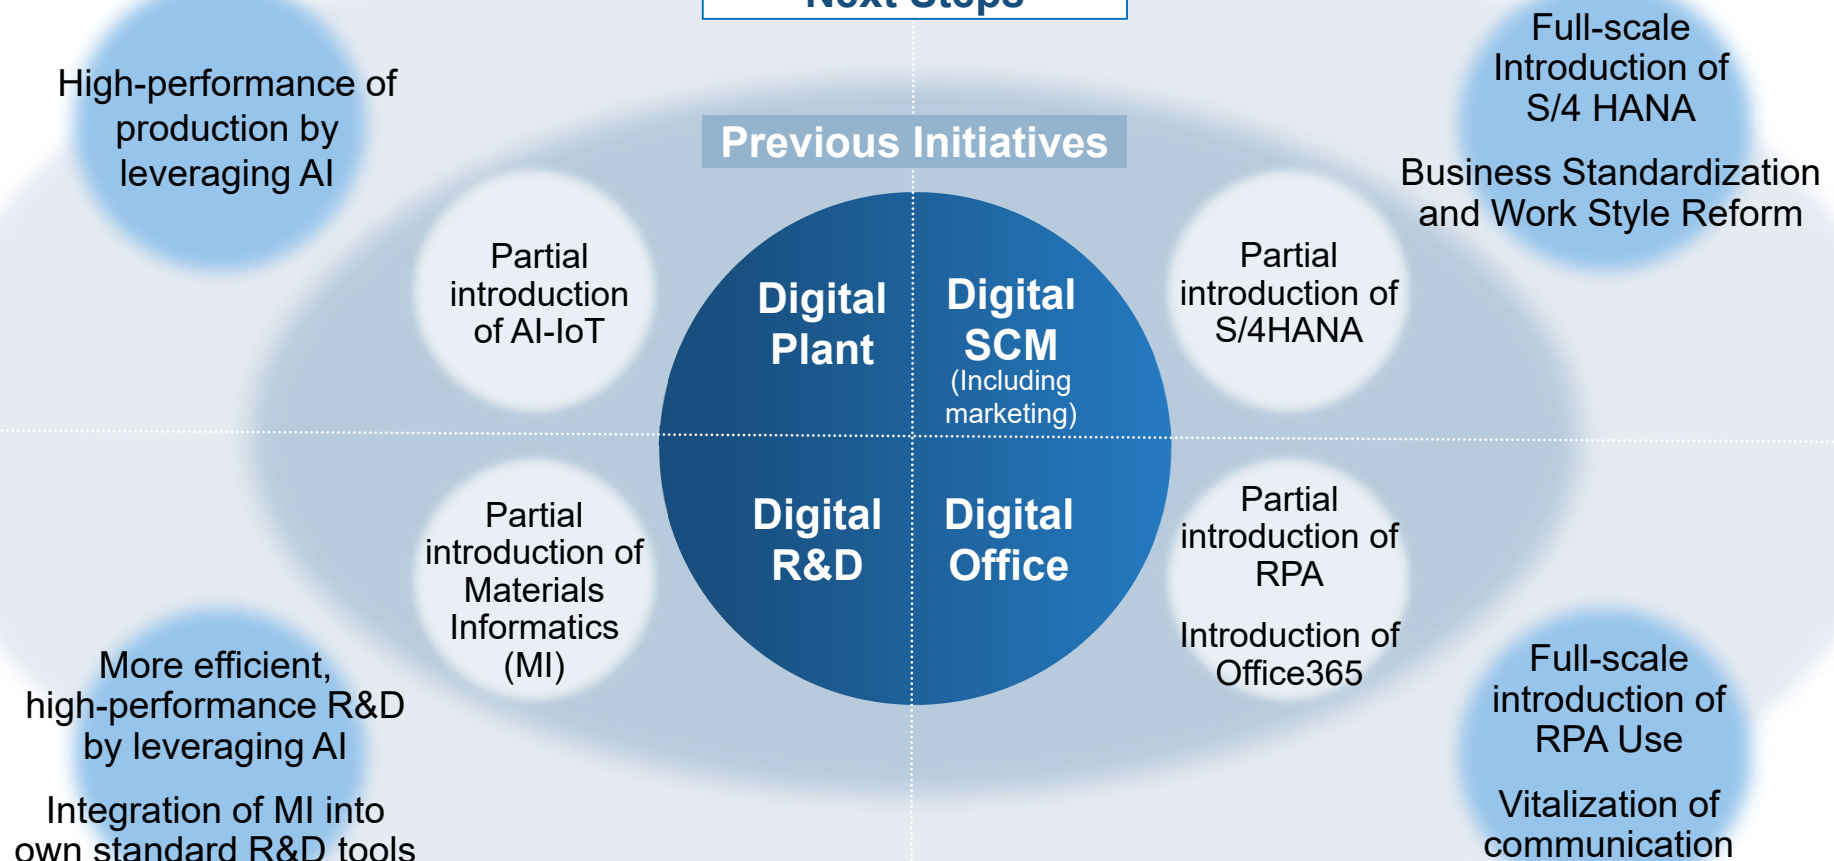 Next Steps
High-performance of
production by
leveraging AI
Full-scale
Introduction of
S/4 HANA
Business Standardization
and Work Style Reform
Previous Initiatives
Partial
introduction
of AI-IoT
Digital
Plant
Digital
SCM
(Including
marketing)
Partial
introduction of
S/4HANA
Partial
introduction of
Materials
Informatics
(MI)
Digital
R&D
Digital
Office
Partial
introduction of
RPA
Introduction of
Office365
More efficient,
high-performance R&D
by leveraging AI
Integration of MI into
own standard R&D tools
Full-scale
introduction of
RPA Use
Vitalization of
communication